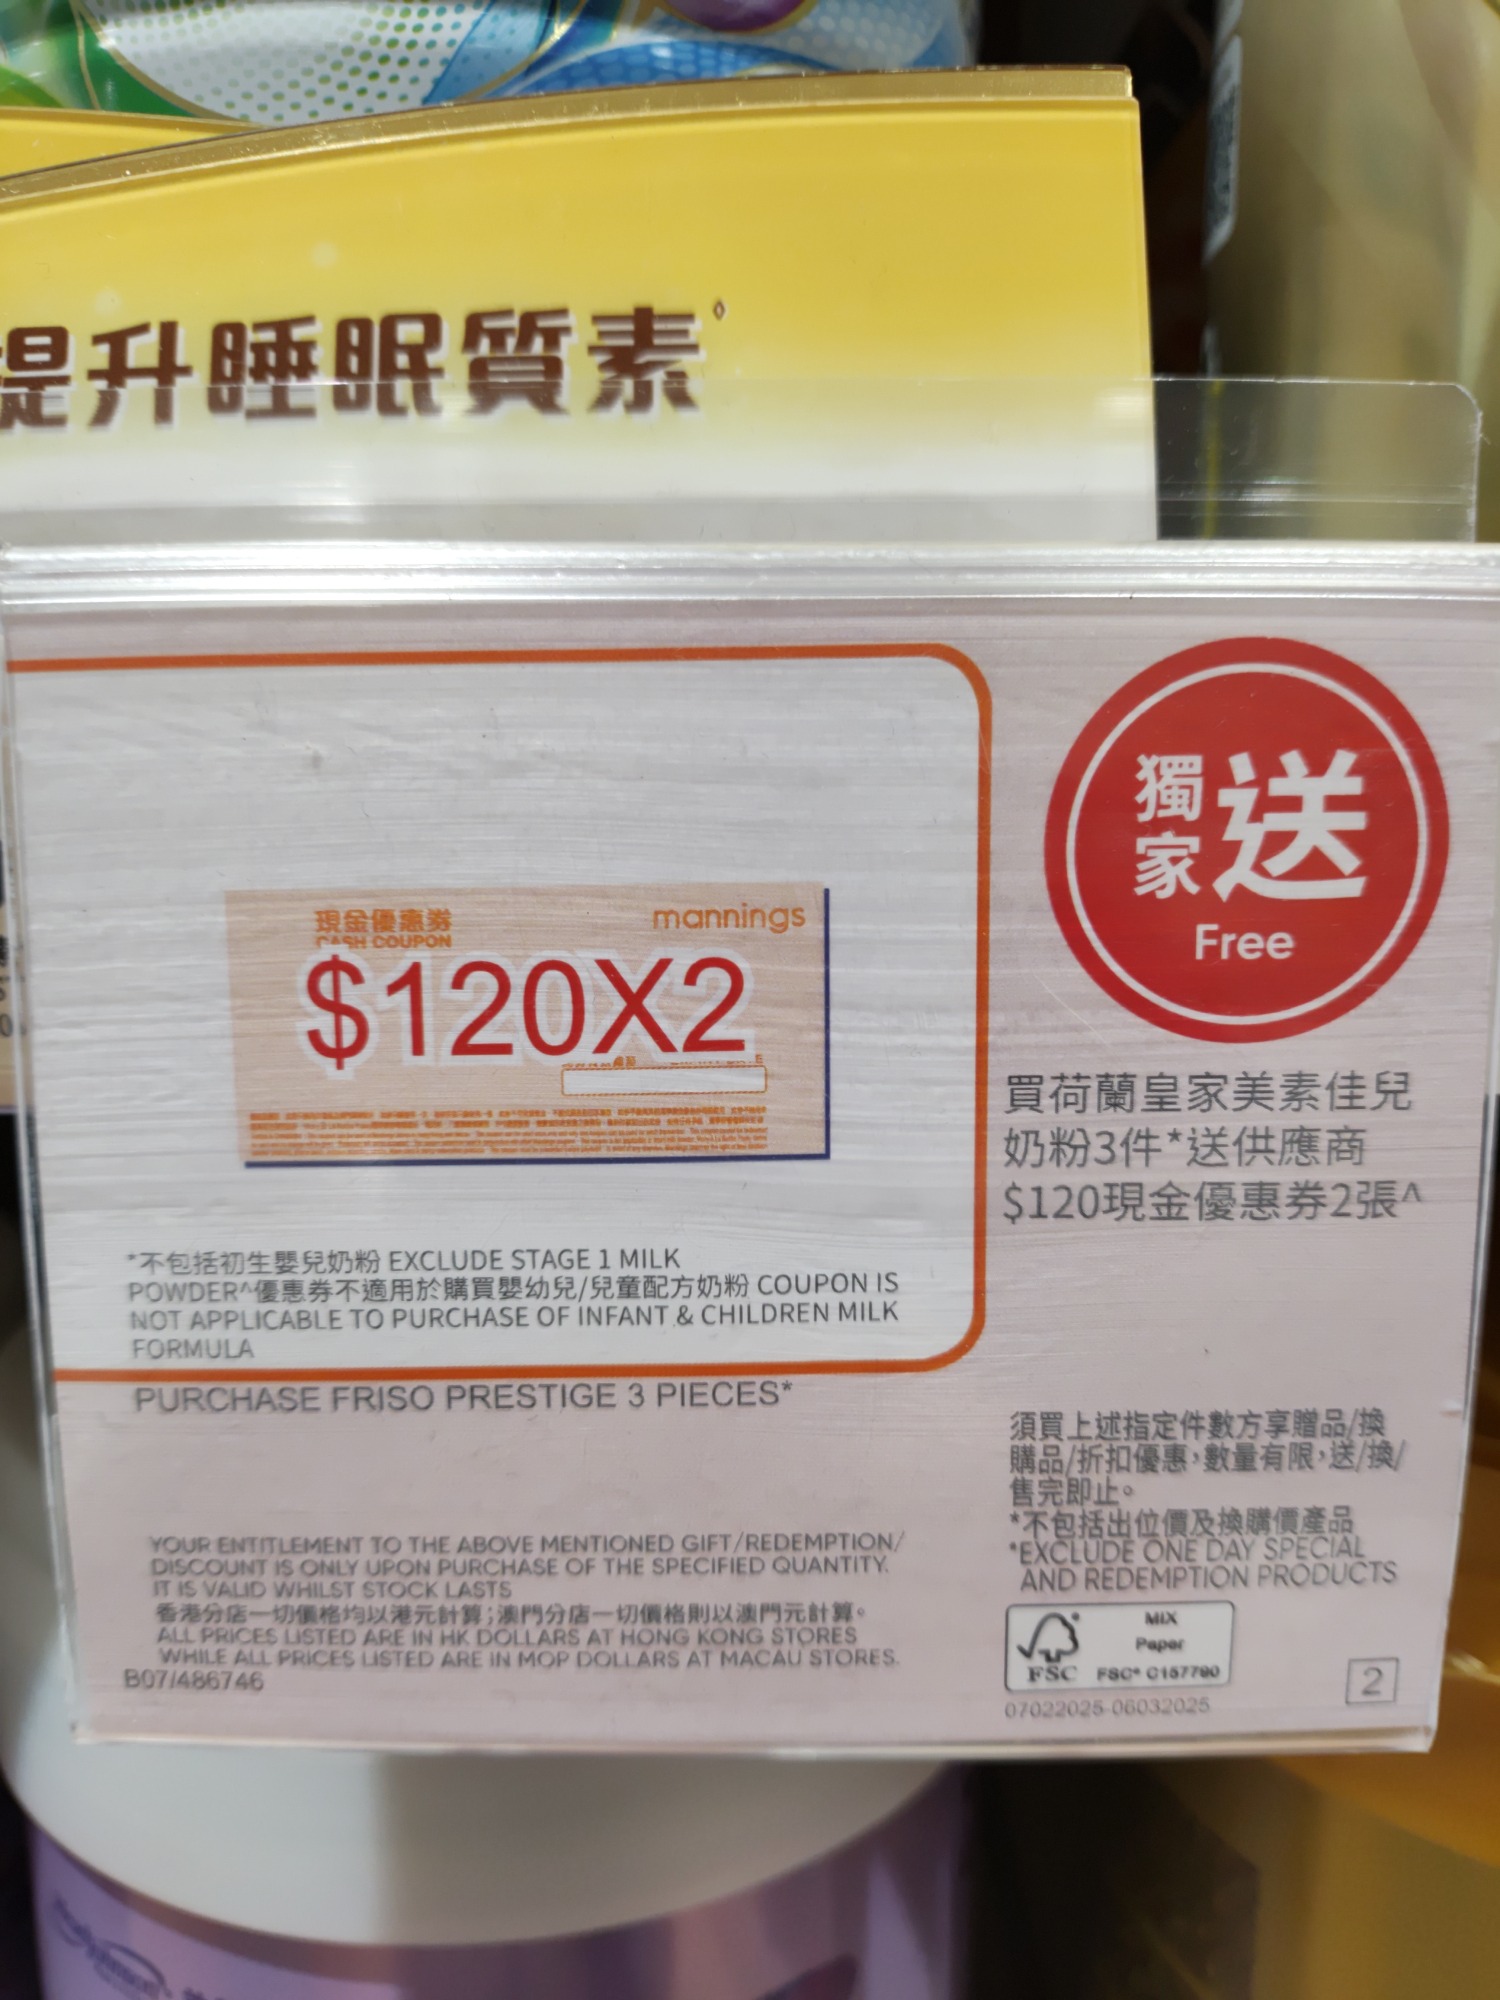 提升睡眠質素◊
現金優惠券
CASH COUPON
mannings
$120X2
獨家送
Free
買荷蘭皇家美素佳兒
奶粉3件*送供應商
$120現金優惠券2張^
*不包括初生嬰兒奶粉 EXCLUDE STAGE 1 MILK
POWDER^優惠券不適用於購買嬰幼兒/兒童配方奶粉 COUPON IS
NOT APPLICABLE TO PURCHASE OF INFANT & CHILDREN MILK
FORMULA
PURCHASE FRISO PRESTIGE 3 PIECES*
須買上述指定件數方享贈品/換
購品/折扣優惠，數量有限，送/換/
售完即止。
*不包括出位價及換購價產品
*EXCLUDE ONE DAY SPECIAL
AND REDEMPTION PRODUCTS
YOUR ENTITLEMENT TO THE ABOVE MENTIONED GIFT/REDEMPTION/
DISCOUNT IS ONLY UPON PURCHASE OF THE SPECIFIED QUANTITY.
IT IS VALID WHILST STOCK LASTS
香港分店一切價格均以港元計算；澳門分店一切價格則以澳門元計算。
ALL PRICES LISTED ARE IN HK DOLLARS AT HONG KONG STORES
WHILE ALL PRICES LISTED ARE IN MOP DOLLARS AT MACAU STORES.
B07/486746
FSC
MIX
Paper
FSC® C157790
07022025-06032025
2